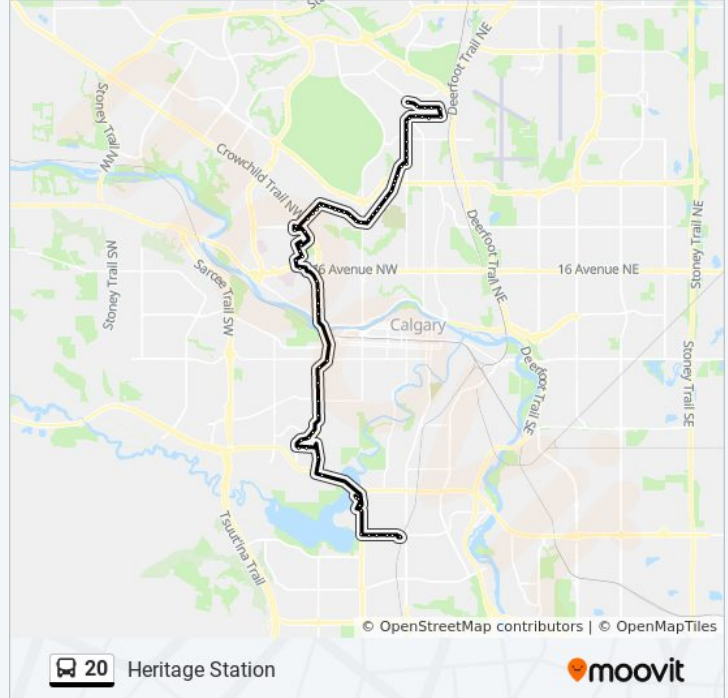 Sto
Deerfoot Trail NE
Stoney Trail
NW
Crowchild Trail NW
Stoney Trail NE
Deerfoot Trail NE
Stoney Trail SW
Sarcee Trail SW
16 Avenue NW
16 Avenue NE
Calgary
Deerfoot Trail SE
Stoney Trail SE
Tsuut'ina Trail
© OpenStreetMap contributors | © OpenMapTiles
20 Heritage Station
moovit